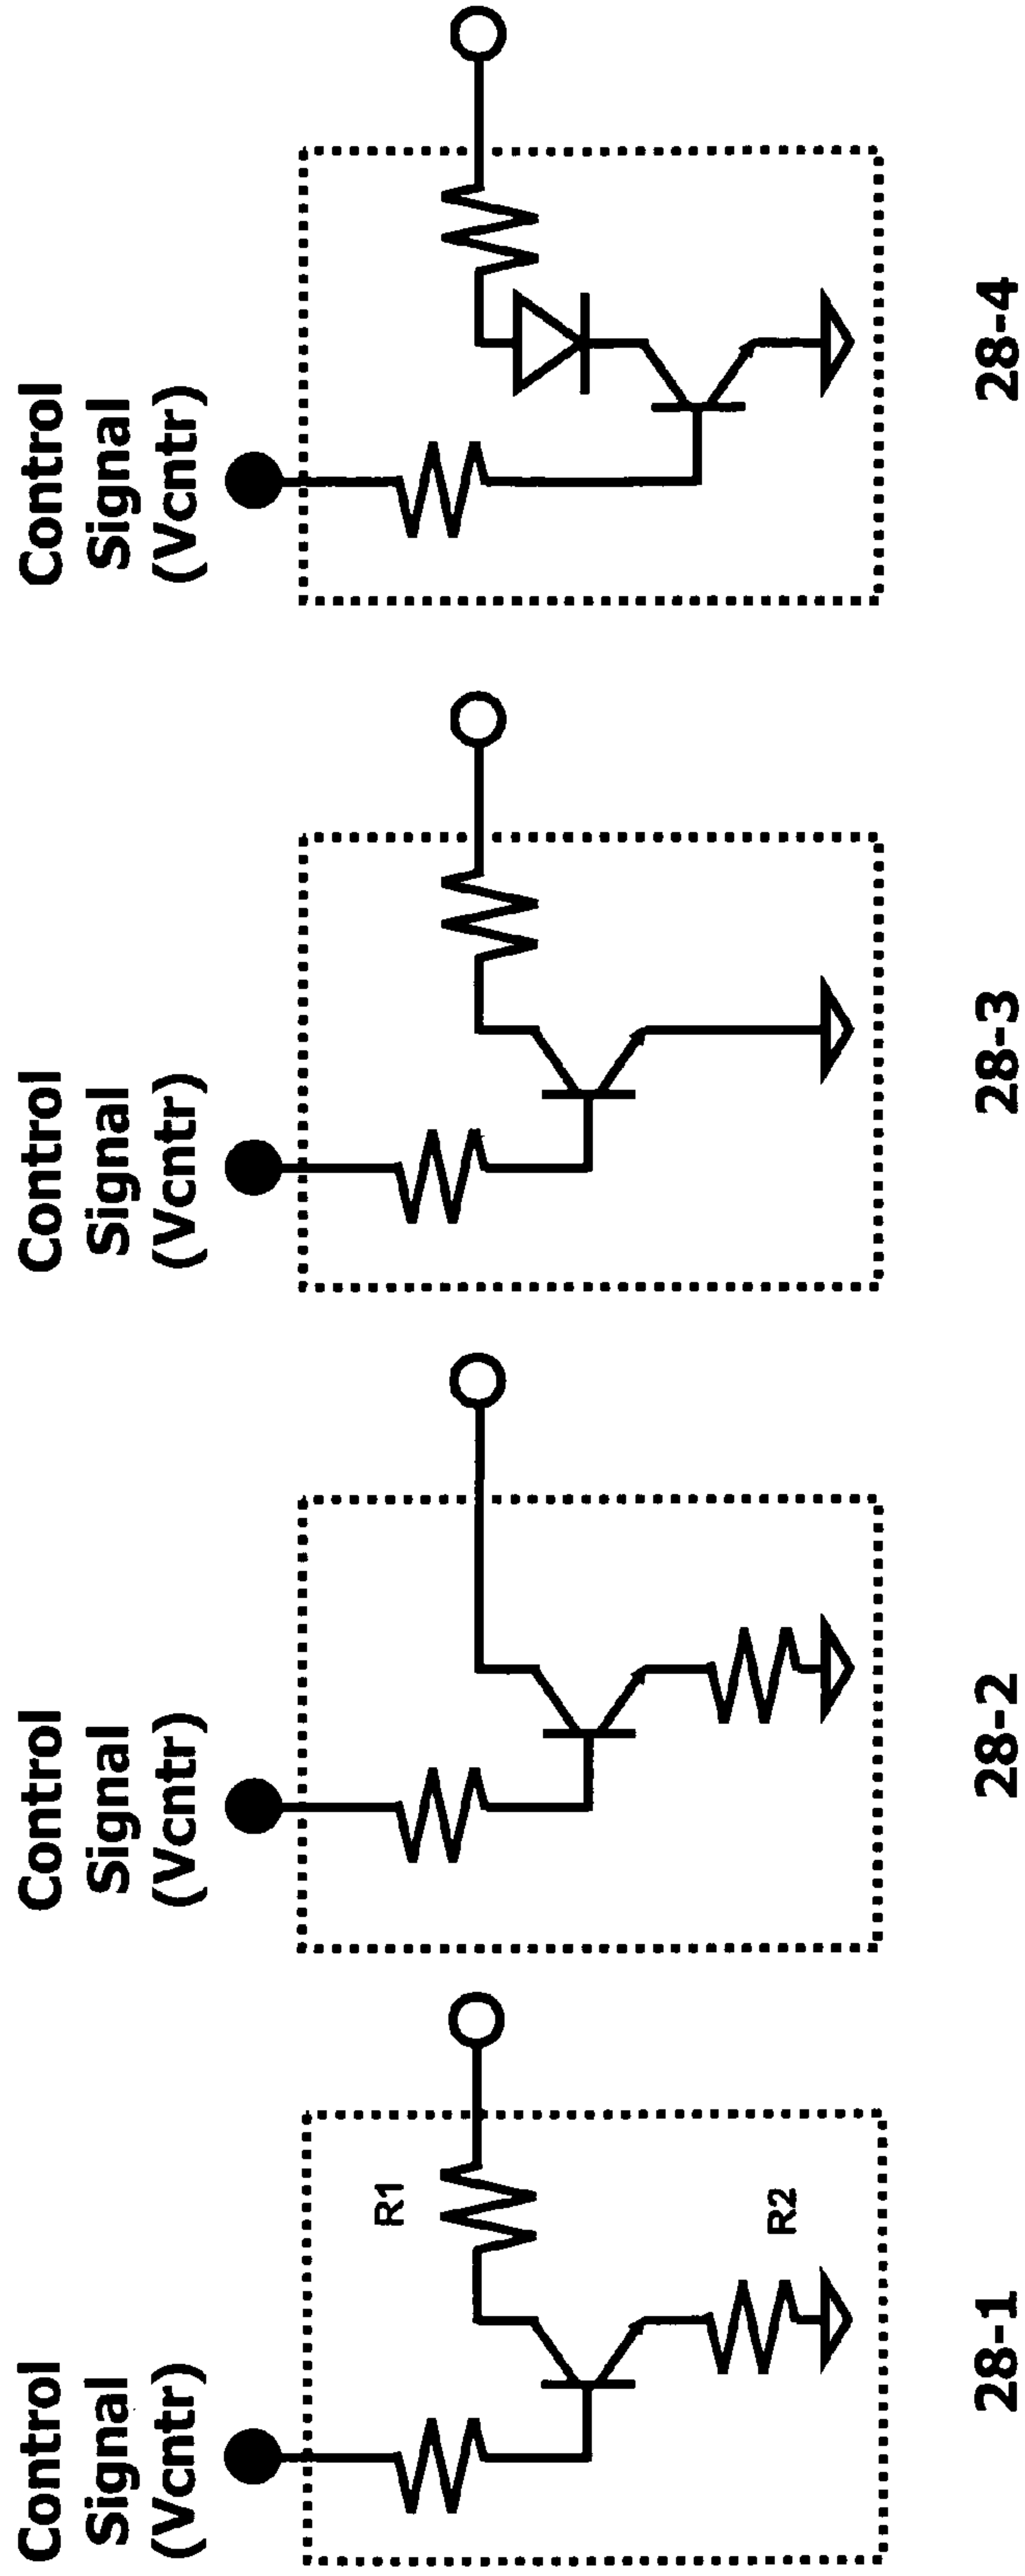 Control
Signal
(Vcntr)
R1
R2
28-1
Control
Signal
(Vcntr)
28-2
Control
Signal
(Vcntr)
28-3
Control
Signal
(Vcntr)
28-4